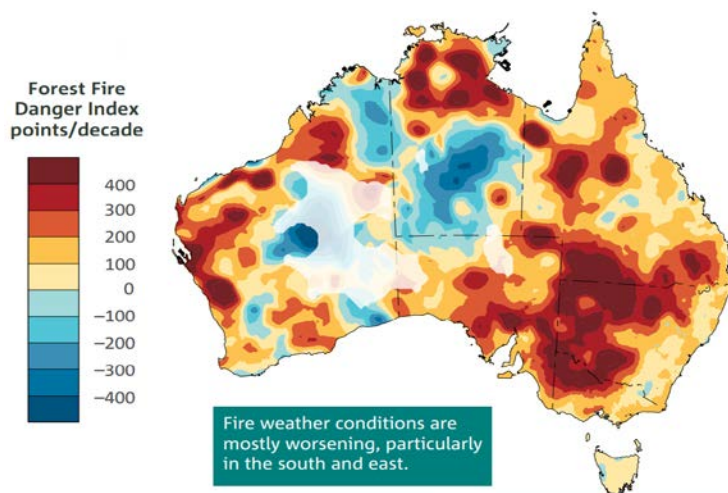 Forest Fire
Danger Index
points/decade
400
300
200
100
0
−100
−200
−300
−400
Fire weather conditions are
mostly worsening, particularly
in the south and east.